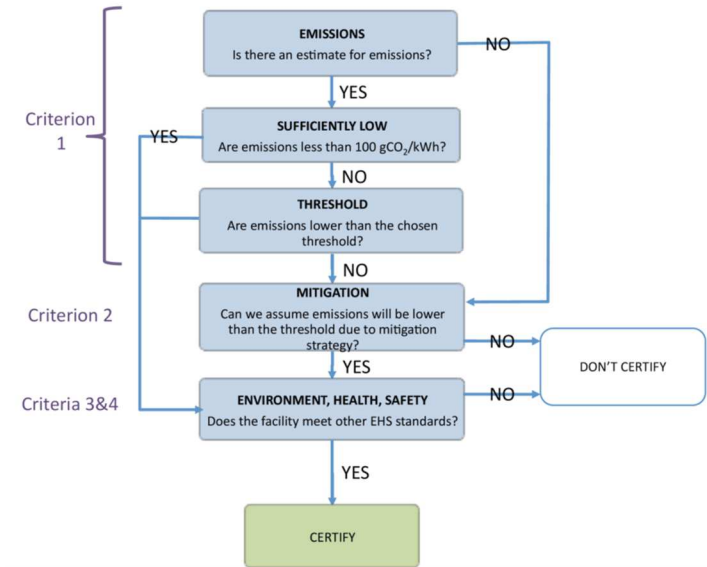 EMISSIONS
Is there an estimate for emissions?
NO
YES
Criterion
1
YES
SUFFICIENTLY LOW
Are emissions less than 100 gCO₂/kWh?
NO
THRESHOLD
Are emissions lower than the chosen
threshold?
NO
Criterion 2
MITIGATION
Can we assume emissions will be lower
than the threshold due to mitigation
strategy?
NO
DON'T CERTIFY
YES
Criteria 3&4
ENVIRONMENT, HEALTH, SAFETY
Does the facility meet other EHS standards?
NO
YES
CERTIFY